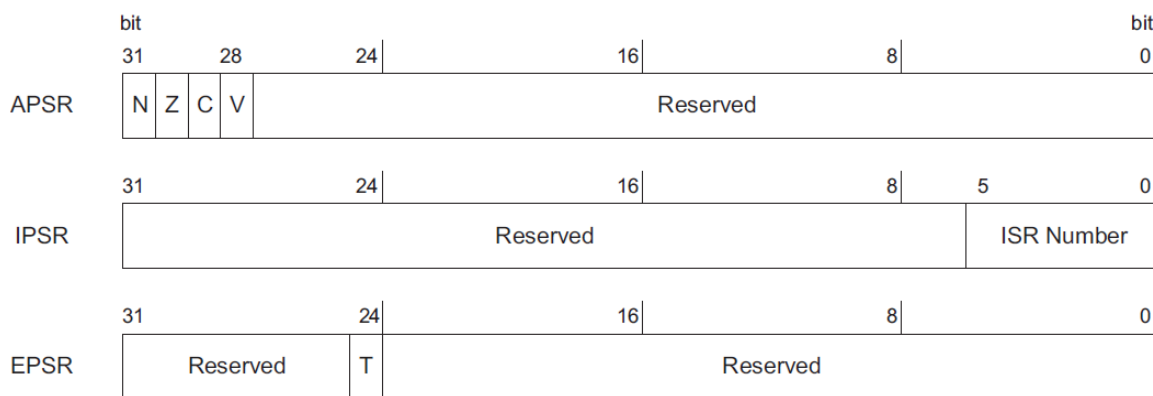 bit bit
31 28 24 16 8 0
APSR N Z C V Reserved
31 24 16 8 5 0
IPSR Reserved ISR Number
31 24 16 8 0
EPSR Reserved T Reserved